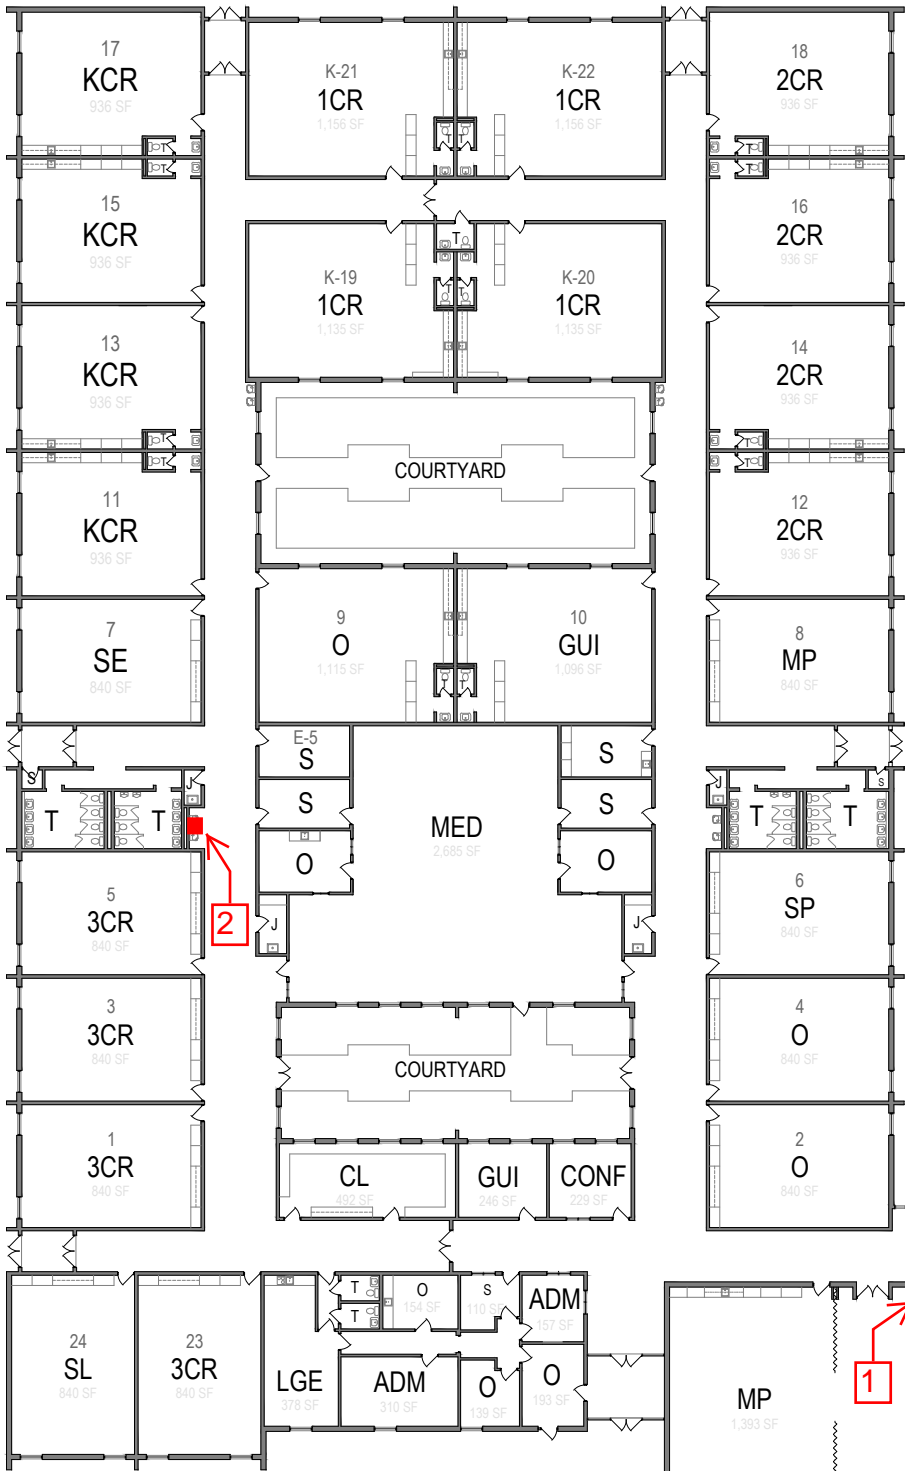 17
KCR
936 SF
T
K-21
1CR
1,156 SF
T
K-22
1CR
1,156 SF
T
18
2CR
936 SF
T
T
15
KCR
936 SF
T
K-19
1CR
1,135 SF
T
K-20
1CR
1,135 SF
T
T
16
2CR
936 SF
13
KCR
936 SF
T
14
2CR
936 SF
T
COURTYARD
T
11
KCR
936 SF
T
12
2CR
936 SF
7
SE
840 SF
9
O
1,115 SF
T
10
GUI
1,096 SF
T
8
MP
840 SF
E-5
S
S
S
J
T
T
S
MED
2,685 SF
S
J
S
T
T
O
O
2
5
3CR
840 SF
J
J
6
SP
840 SF
3
3CR
840 SF
COURTYARD
4
O
840 SF
1
3CR
840 SF
CL
492 SF
GUI
246 SF
CONF
229 SF
2
O
840 SF
24
SL
840 SF
23
3CR
840 SF
LGE
378 SF
T
T
O
154 SF
S
110 SF
ADM
157 SF
ADM
310 SF
O
139 SF
O
193 SF
MP
1,393 SF
1